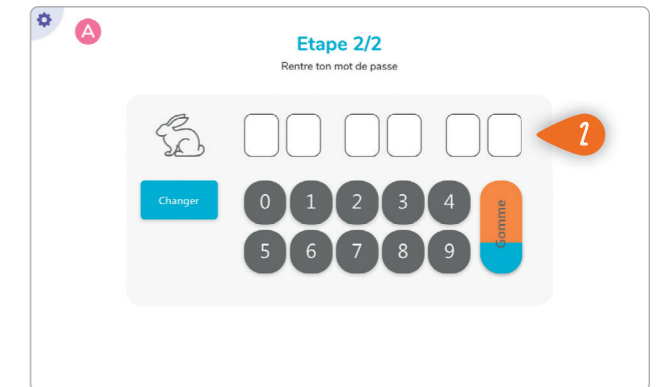 A
Etape 2/2
Rentre ton mot de passe
2
Changer
0 1 2 3 4
5 6 7 8 9
Gomme